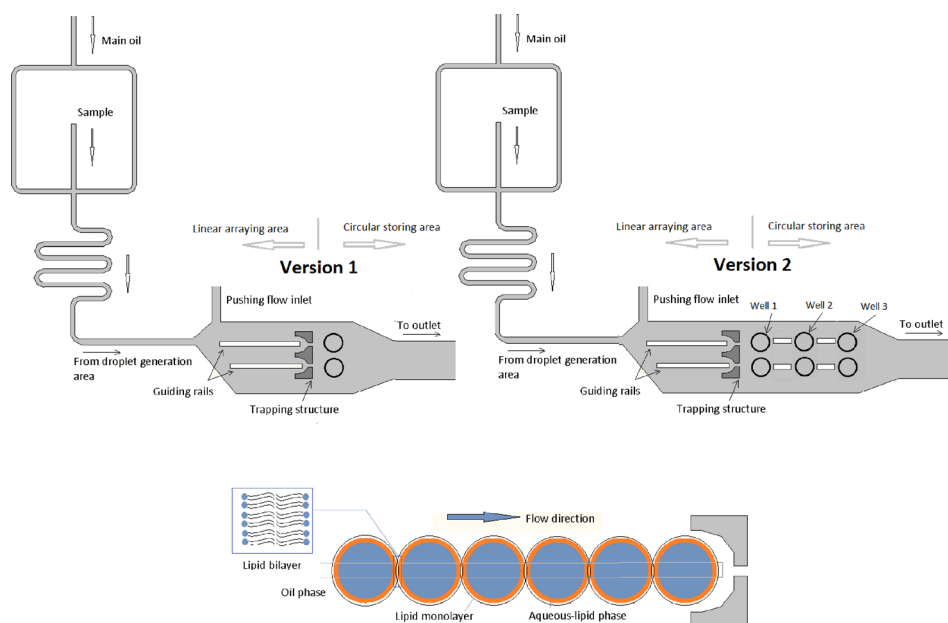 Main oil
Sample
Linear arraying area
Circular storing area
Version 1
Pushing flow inlet
To outlet
From droplet generation
area
Guiding rails
Trapping structure
Main oil
Sample
Linear arraying area
Circular storing area
Version 2
Pushing flow inlet
Well 1
Well 2
Well 3
To outlet
From droplet generation
area
Guiding rails
Trapping structure
Flow direction
Lipid bilayer
Oil phase
Lipid monolayer
Aqueous-lipid phase